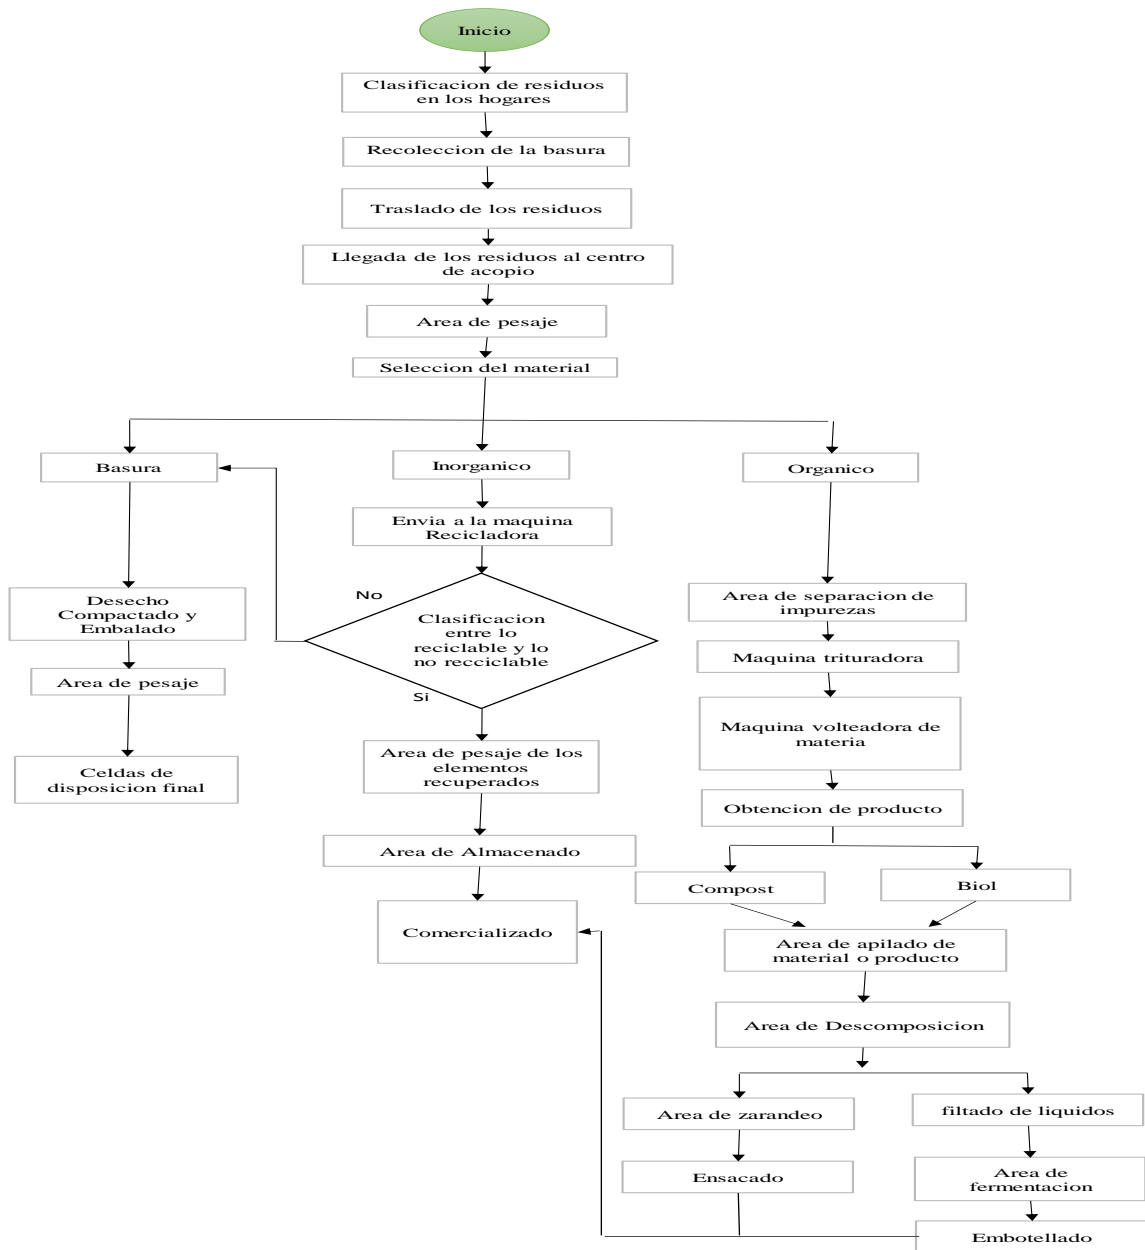 Inicio
Clasificacion de residuos
en los hogares
Recoleccion de la basura
Traslado de los residuos
Llegada de los residuos al centro
de acopio
Area de pesaje
Seleccion del material
Basura
Inorganico
Organico
Envia a la maquina
Recicladora
No
Clasificacion
entre lo
reciclable y lo
no recciclable
Si
Desecho
Compactado y
Embalado
Area de pesaje
Celdas de
disposicion final
Area de pesaje de los
elementos
recuperados
Area de Almacenado
Comercializado
Area de separacion de
impurezas
Maquina trituradora
Maquina volteadora de
materia
Obtencion de producto
Compost
Biol
Area de apilado de
material o producto
Area de Descomposicion
Area de zarandeo
filtado de liquidos
Ensacado
Area de
fermentacion
Embotellado